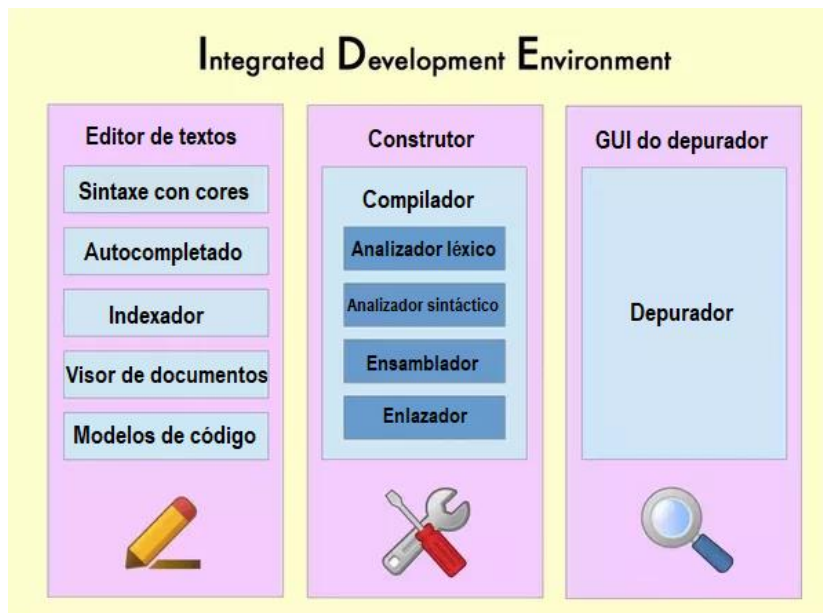 Integrated Development Environment
Editor de textos
Sintaxe con cores
Autocompletado
Indexador
Visor de documentos
Modelos de código
Construtor
Compilador
Analizador léxico
Analizador sintáctico
Ensamblador
Enlazador
GUI do depurador
Depurador